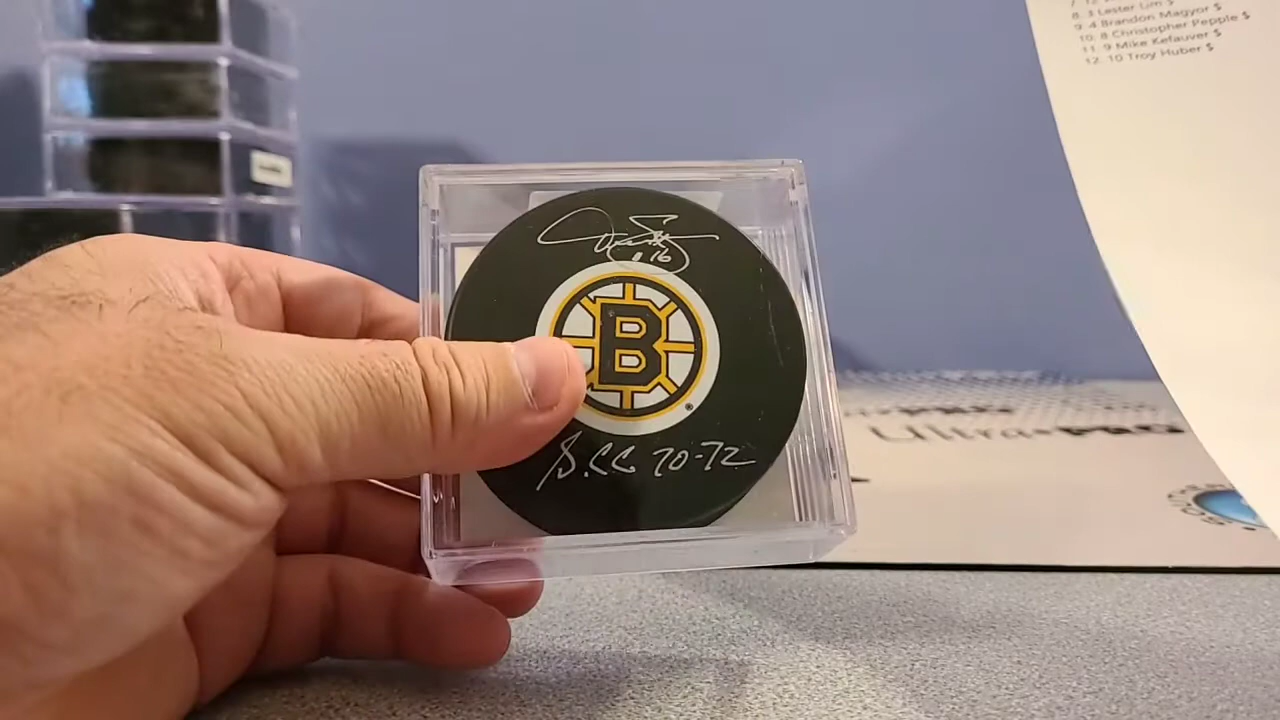 8. 3 Lester Lim $
9. 4 Brandon Magyor $
10. 8 Christopher Pepple $
11. 9 Mike Kefauver $
12. 10 Troy Huber $
#16
B
®
S.CC 70-72
Ultra-PRO